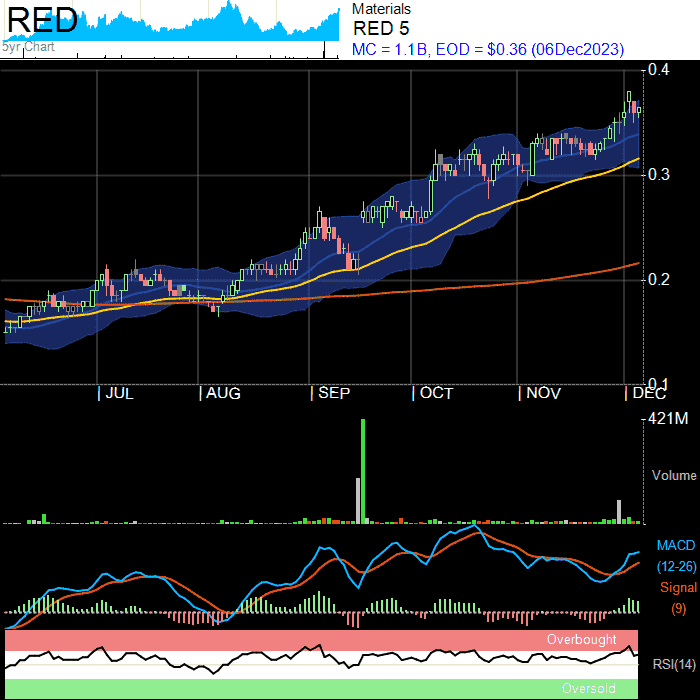 RED
5yr Chart
Materials
RED 5
MC = 1.1B, EOD = $0.36 (06Dec2023)
0.4
0.3
0.2
0.1
| JUL | AUG | SEP | OCT | NOV | DEC
421M
Volume
MACD
(12-26)
Signal
(9)
Overbought
RSI(14)
Oversold